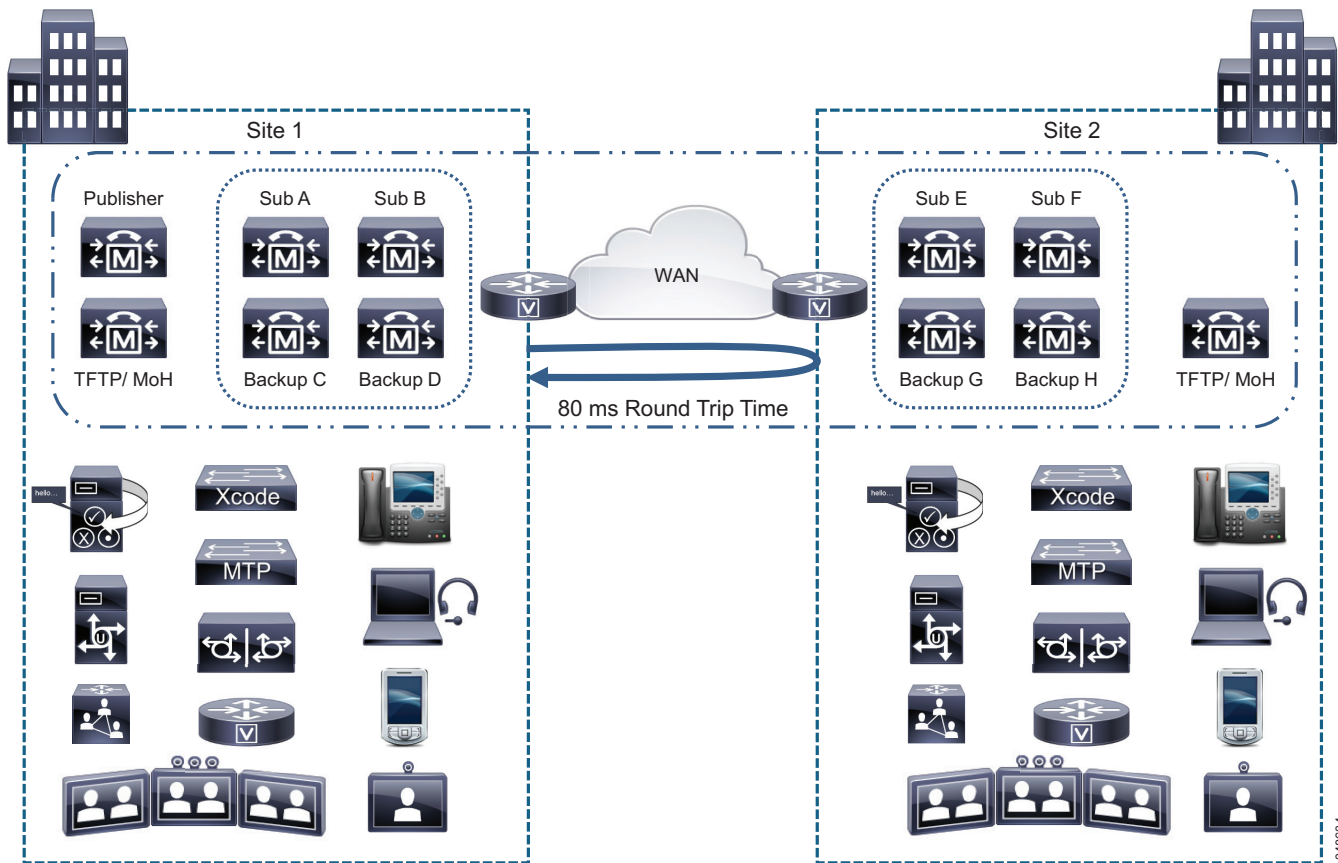 Site 1
Site 2
Publisher
Sub A
Sub B
Sub E
Sub F
M
M
M
M
M
M
WAN
V
V
M
M
M
M
M
M
TFTP/ MoH
Backup C
Backup D
Backup G
Backup H
TFTP/ MoH
80 ms Round Trip Time
hello...
Xcode
hello...
Xcode
MTP
MTP
U
U
V
V